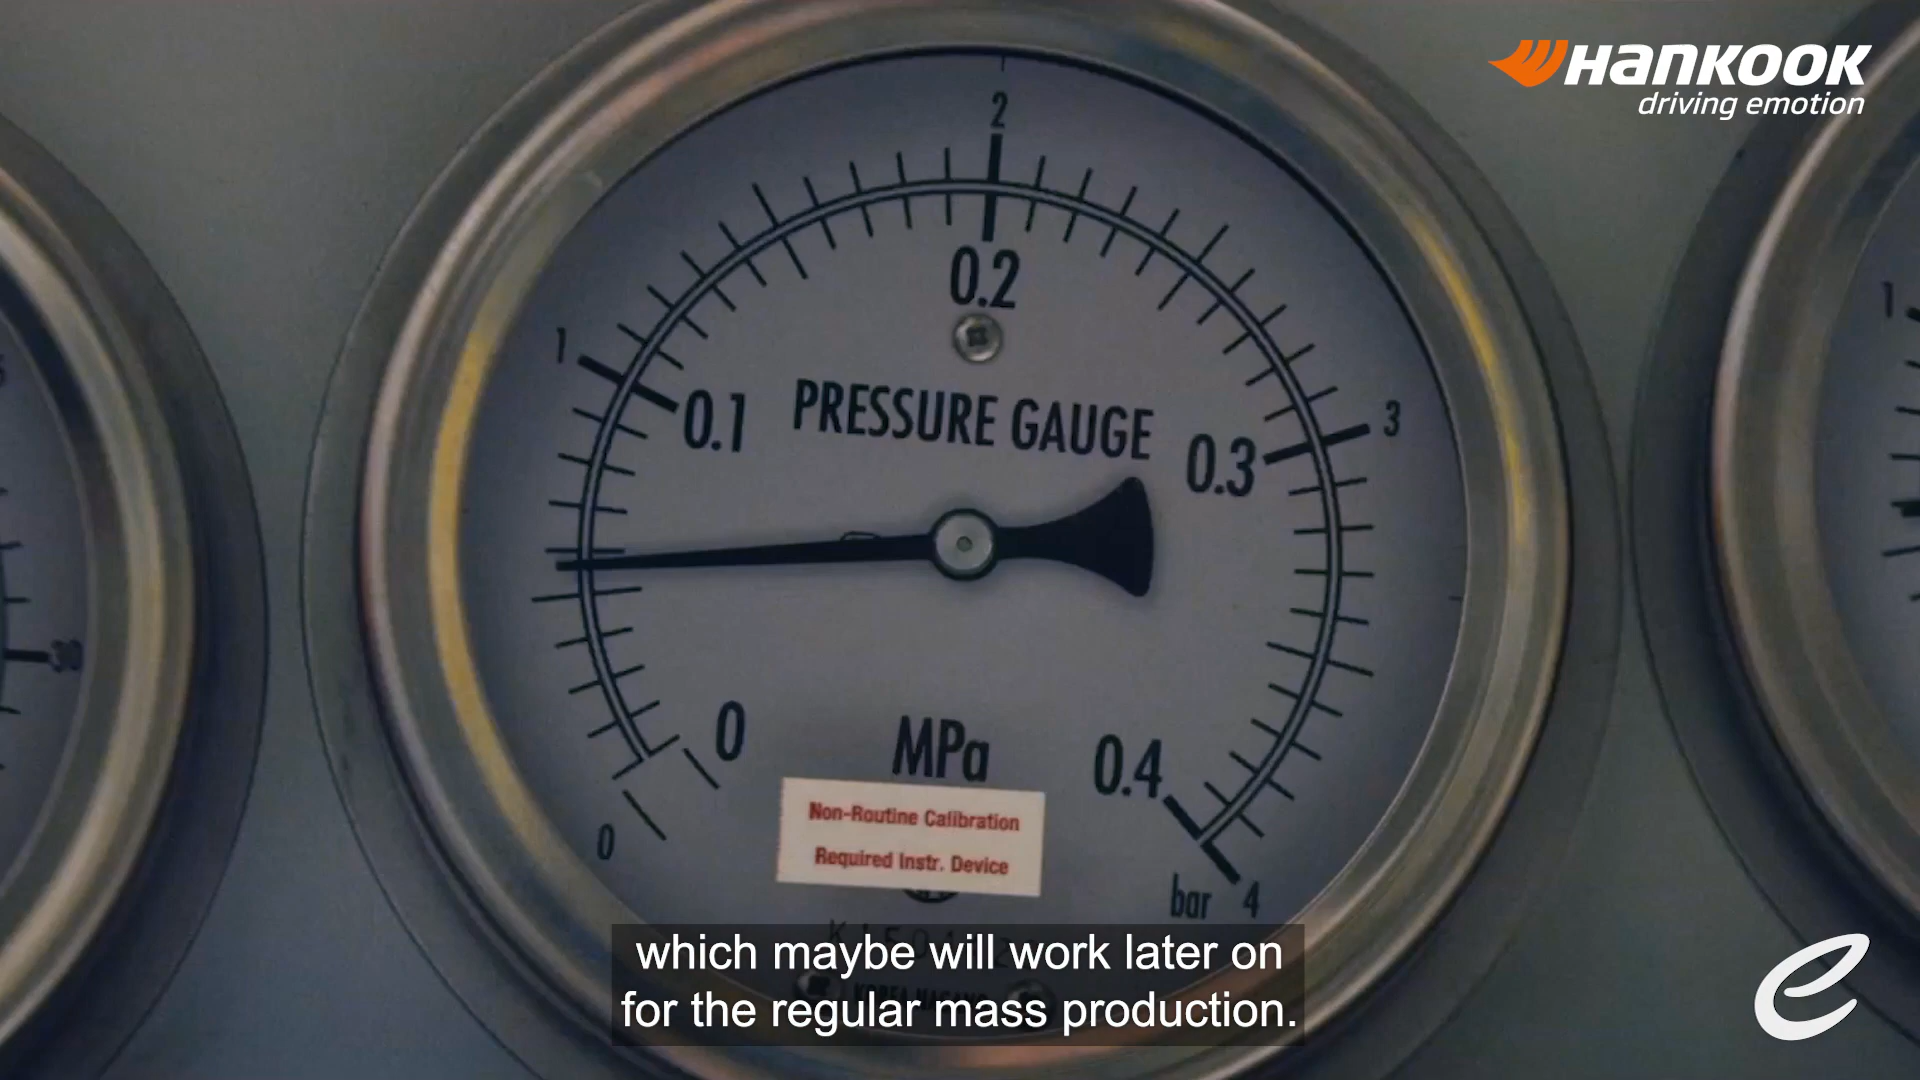 HANKOOK
driving emotion
2
0.2
1
0.1
PRESSURE GAUGE
0.3
3
1
0
MPa
0.4
0
Non-Routine Calibration
Required Instr. Device
bar 4
which maybe will work later on
for the regular mass production.
e